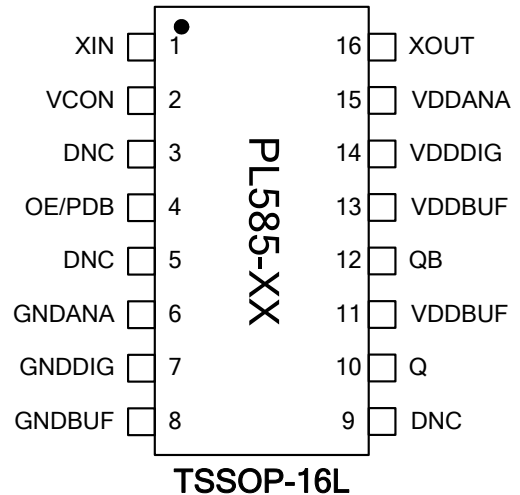 XIN 1 16 XOUT
VCON 2 15 VDDANA
DNC 3 14 VDDDIG
OE/PDB 4 13 VDDBUF
DNC 5 12 QB
GNDANA 6 11 VDDBUF
GNDDIG 7 10 Q
GNDBUF 8 9 DNC
PL585-XX
TSSOP-16L